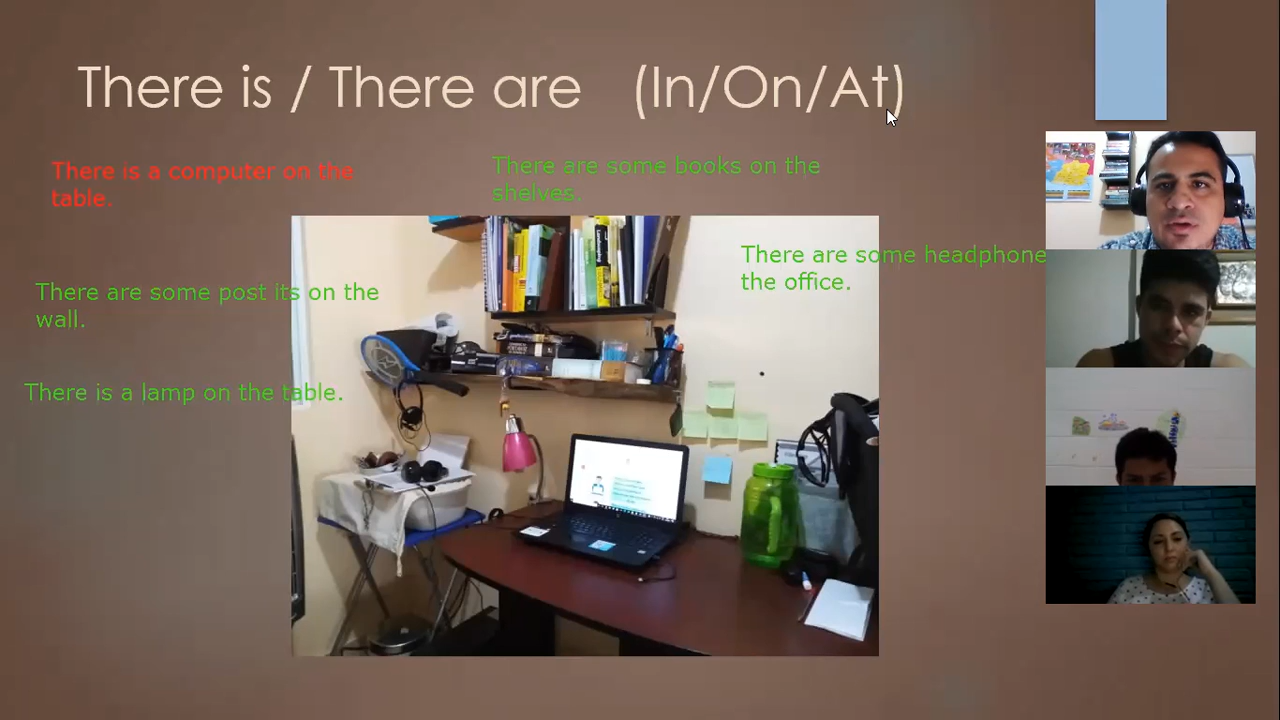 There is / There are (In/On/At)
There is a computer on the
table.
There are some books on the
shelves.
There are some headphone
the office.
There are some post its on the
wall.
There is a lamp on the table.